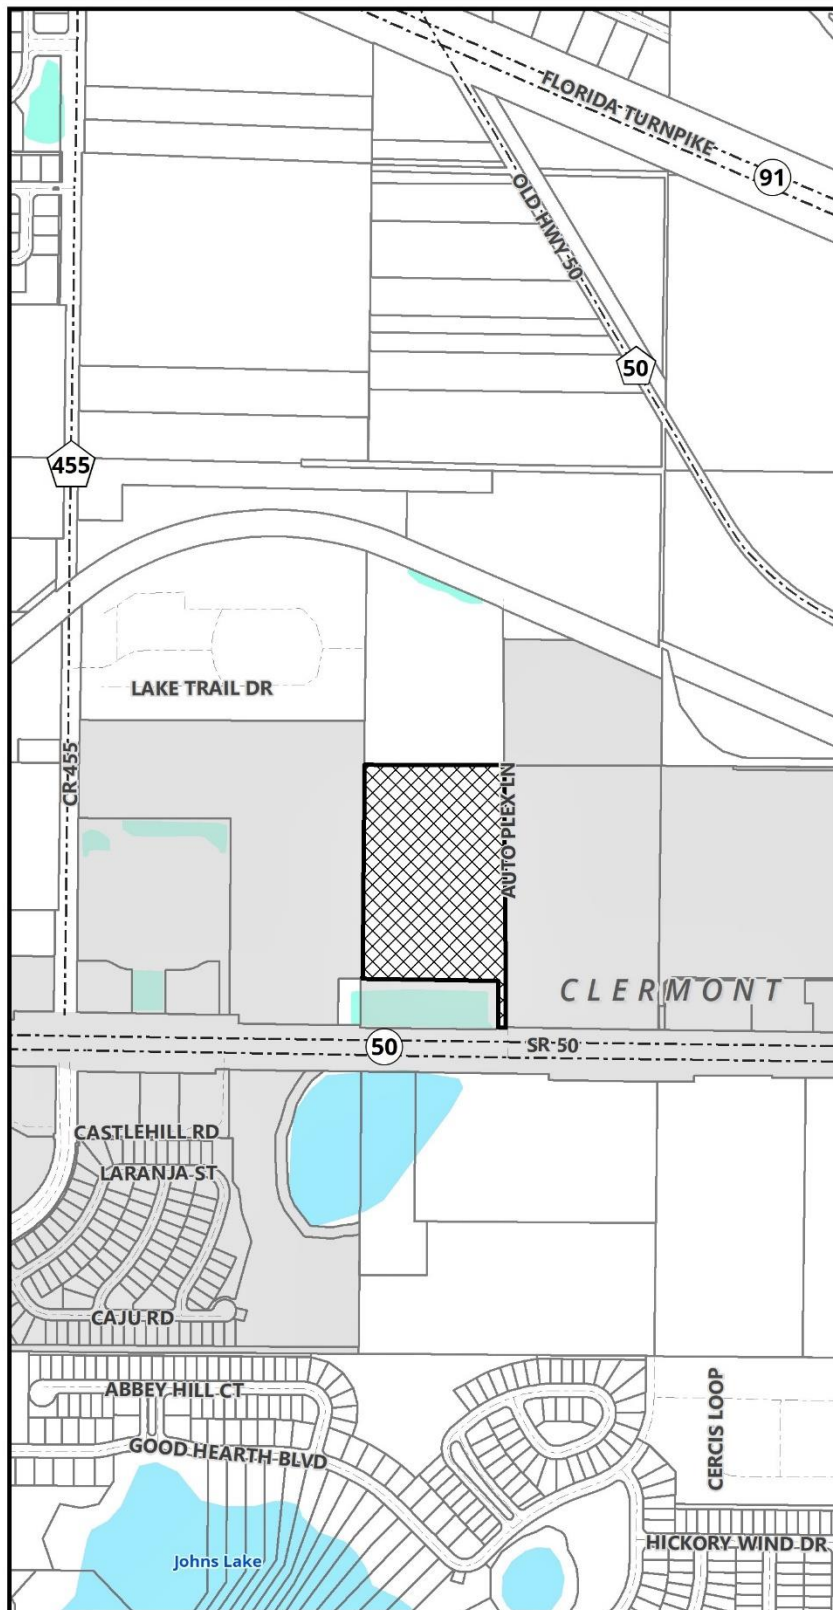 FLORIDA TURNPIKE
91
OLD HWY 50
50
455
LAKE TRAIL DR
CR 455
AUTO PLEX LN
CLERMONT
50
SR 50
CASTLEHILL RD
LARANJA ST
CAJU RD
ABBEY HILL CT
CERCIS LOOP
GOOD HEARTH BLVD
HICKORY WIND DR
Johns Lake